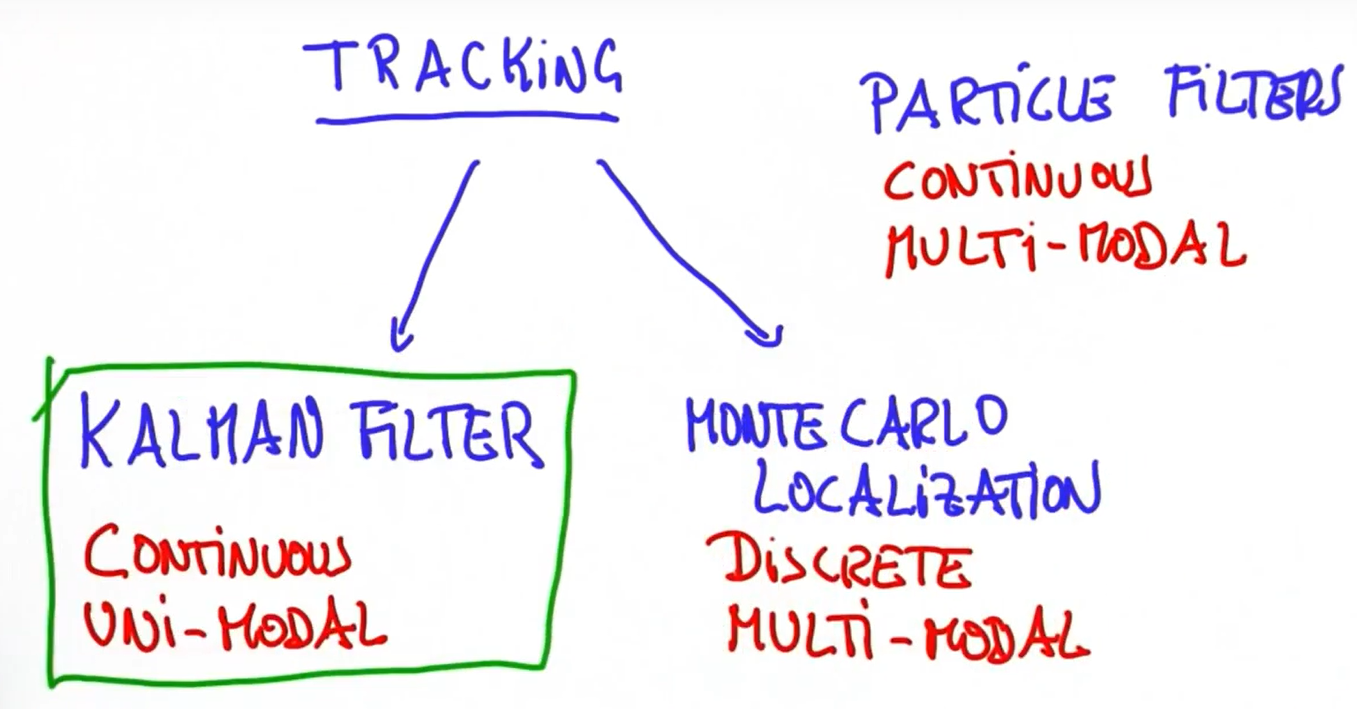 TRACKiNG
PARTiCLE FiLTERS
CONTiNUOUS
MULTi-MODAL
KALMAN FiLTER
CONTiNUOUS
UNi-MODAL
MONTE CARLO
LOCALiZATION
DiSCRETE
MULTi-MODAL